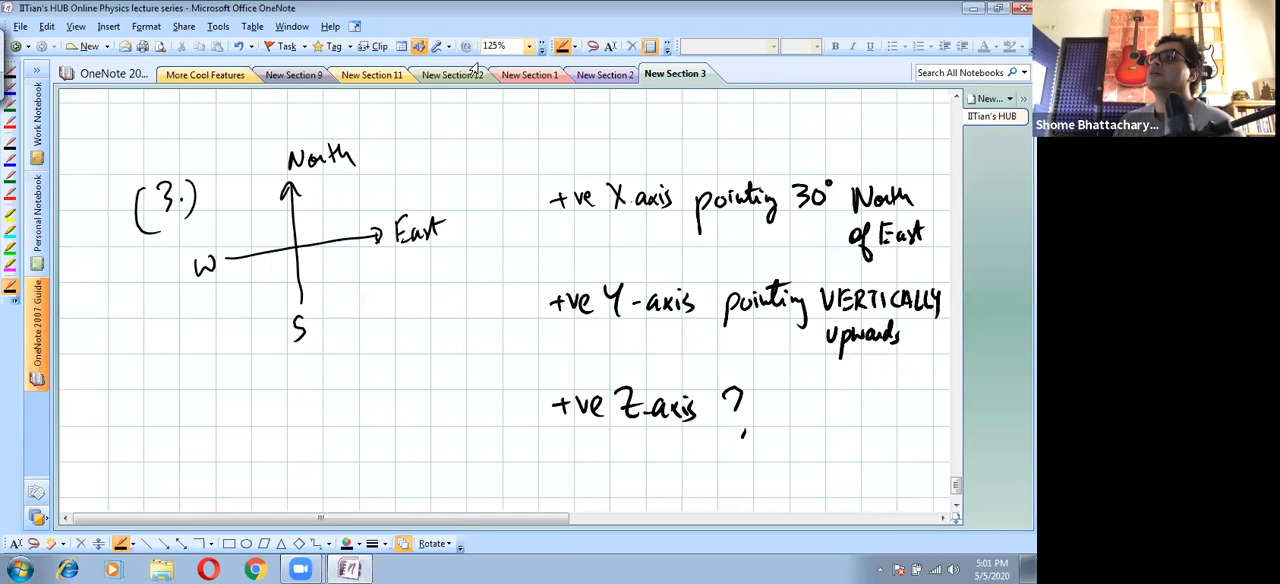 IITian's HUB Online Physics lecture series - Microsoft Office OneNote
File Edit View Insert Format Share Tools Table Window Help
New Task Tag Clip 125%
OneNote 20... More Cool Features New Section 9 New Section 11 New Section 12 New Section 1 New Section 2 New Section 3 Search All Notebooks
New...
IITian's HUB
Shome Bhattachary...
Work Notebook
Personal Notebook
OneNote 2007 Guide
(3.)
North
East
W
S
+ve X-axis pointing 30° North
of East
+ve Y-axis pointing VERTICALLY
upwards
+ve Z-axis ?
Rotate
5:01 PM
5/5/2020